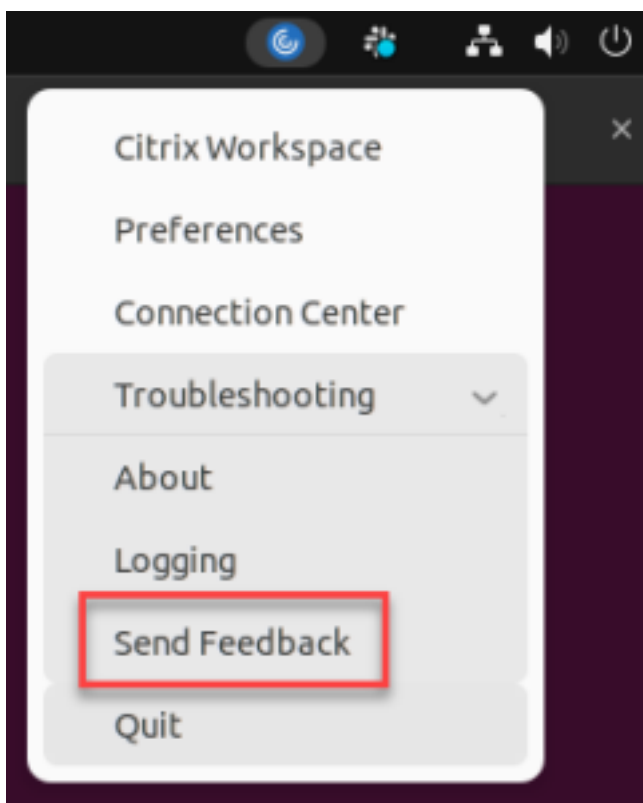 Citrix Workspace
Preferences
Connection Center
Troubleshooting
About
Logging
Send Feedback
Quit